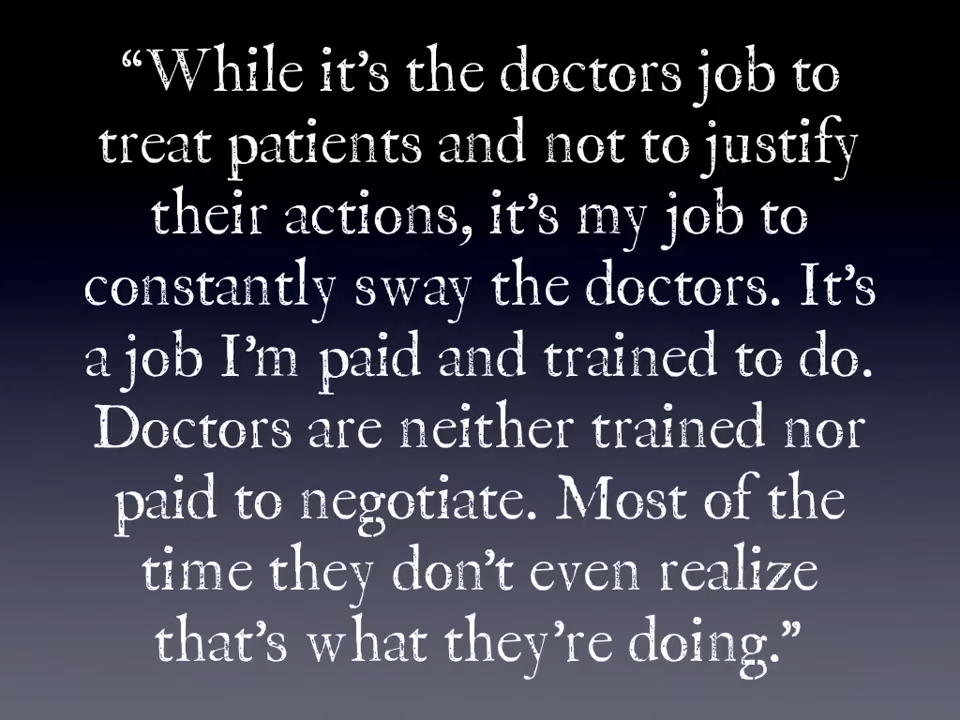 “While it’s the doctors job to
treat patients and not to justify
their actions, it’s my job to
constantly sway the doctors. It’s
a job I’m paid and trained to do.
Doctors are neither trained nor
paid to negotiate. Most of the
time they don’t even realize
that’s what they’re doing.”